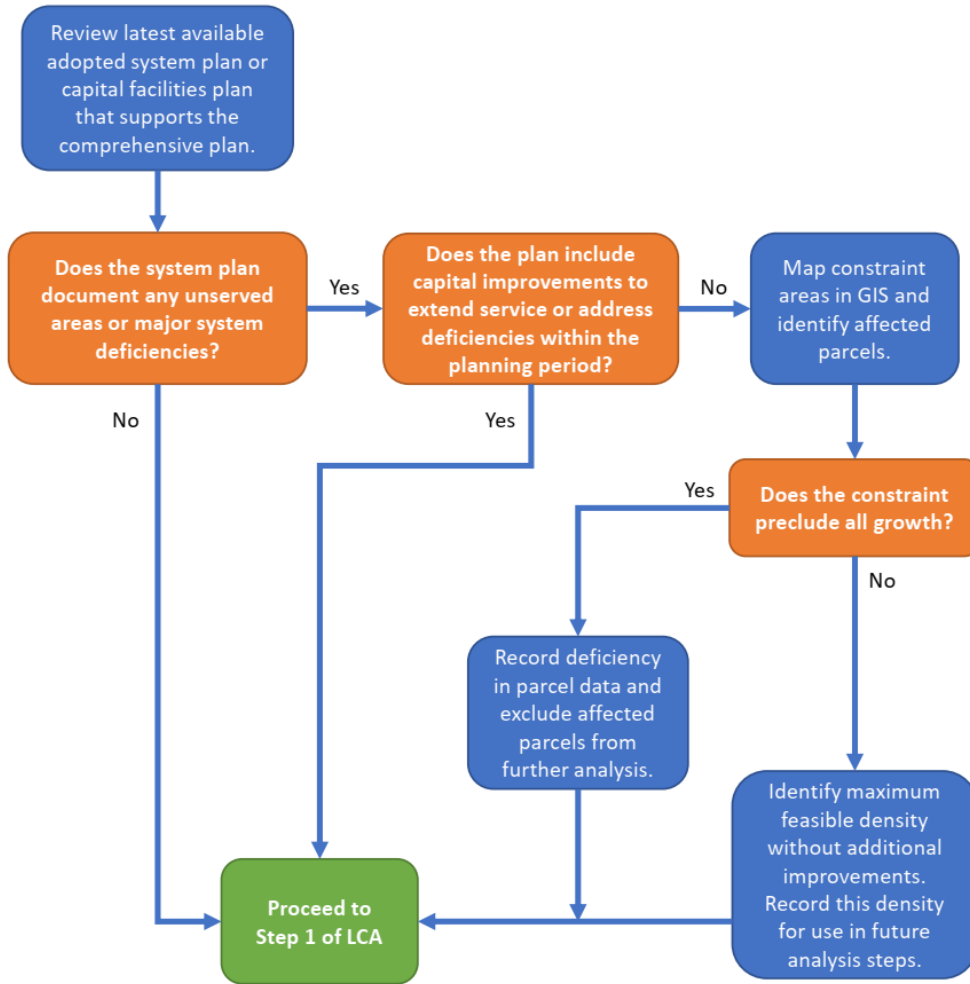 Review latest available
adopted system plan or
capital facilities plan
that supports the
comprehensive plan.
Does the system plan
document any unserved
areas or major system
deficiencies?
Yes
Does the plan include
capital improvements to
extend service or address
deficiencies within the
planning period?
No
Map constraint
areas in GIS and
identify affected
parcels.
No
Yes
Yes
Does the constraint
preclude all growth?
No
Record deficiency
in parcel data and
exclude affected
parcels from
further analysis.
Identify maximum
feasible density
without additional
improvements.
Record this density
for use in future
analysis steps.
Proceed to
Step 1 of LCA